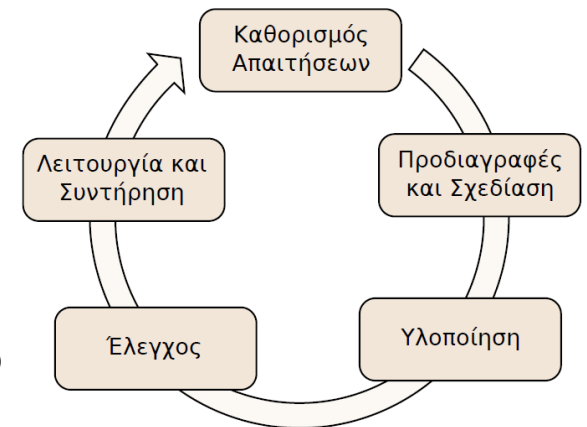 Καθορισμός
Απαιτήσεων
Προδιαγραφές
και Σχεδίαση
Υλοποίηση
Έλεγχος
Λειτουργία και
Συντήρηση